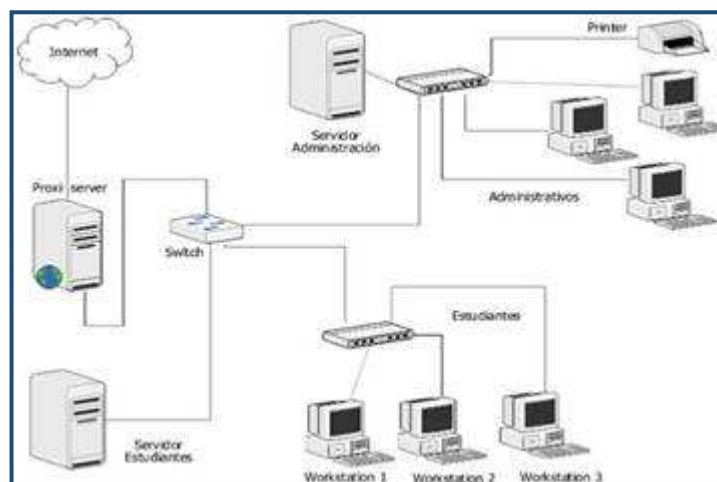 Internet
Printer
Servidor
Administración
Proxi server
Administrativos
Switch
Estudiantes
Servidor
Estudiantes
Workstation 1
Workstation 2
Workstation 3